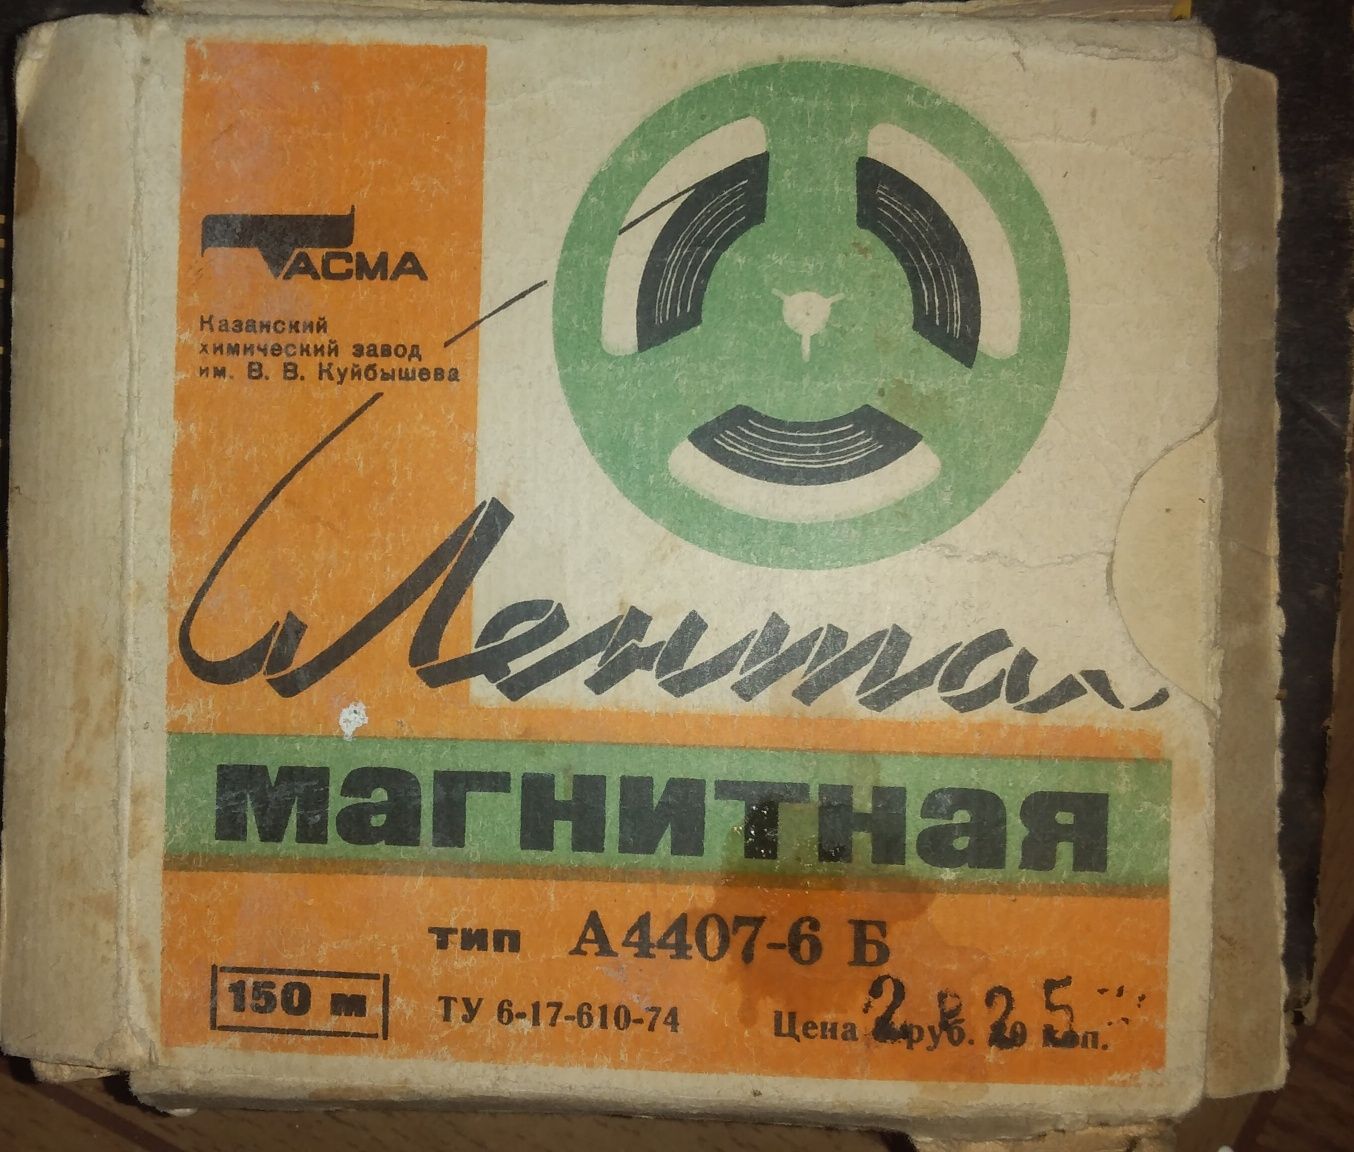 ТАСМА
Казанский
химический завод
им. В. В. Куйбышева
Лента
магнитная
тип А4407-6 Б
150 м
ТУ 6-17-610-74
Цена руб. коп.
2 р 25